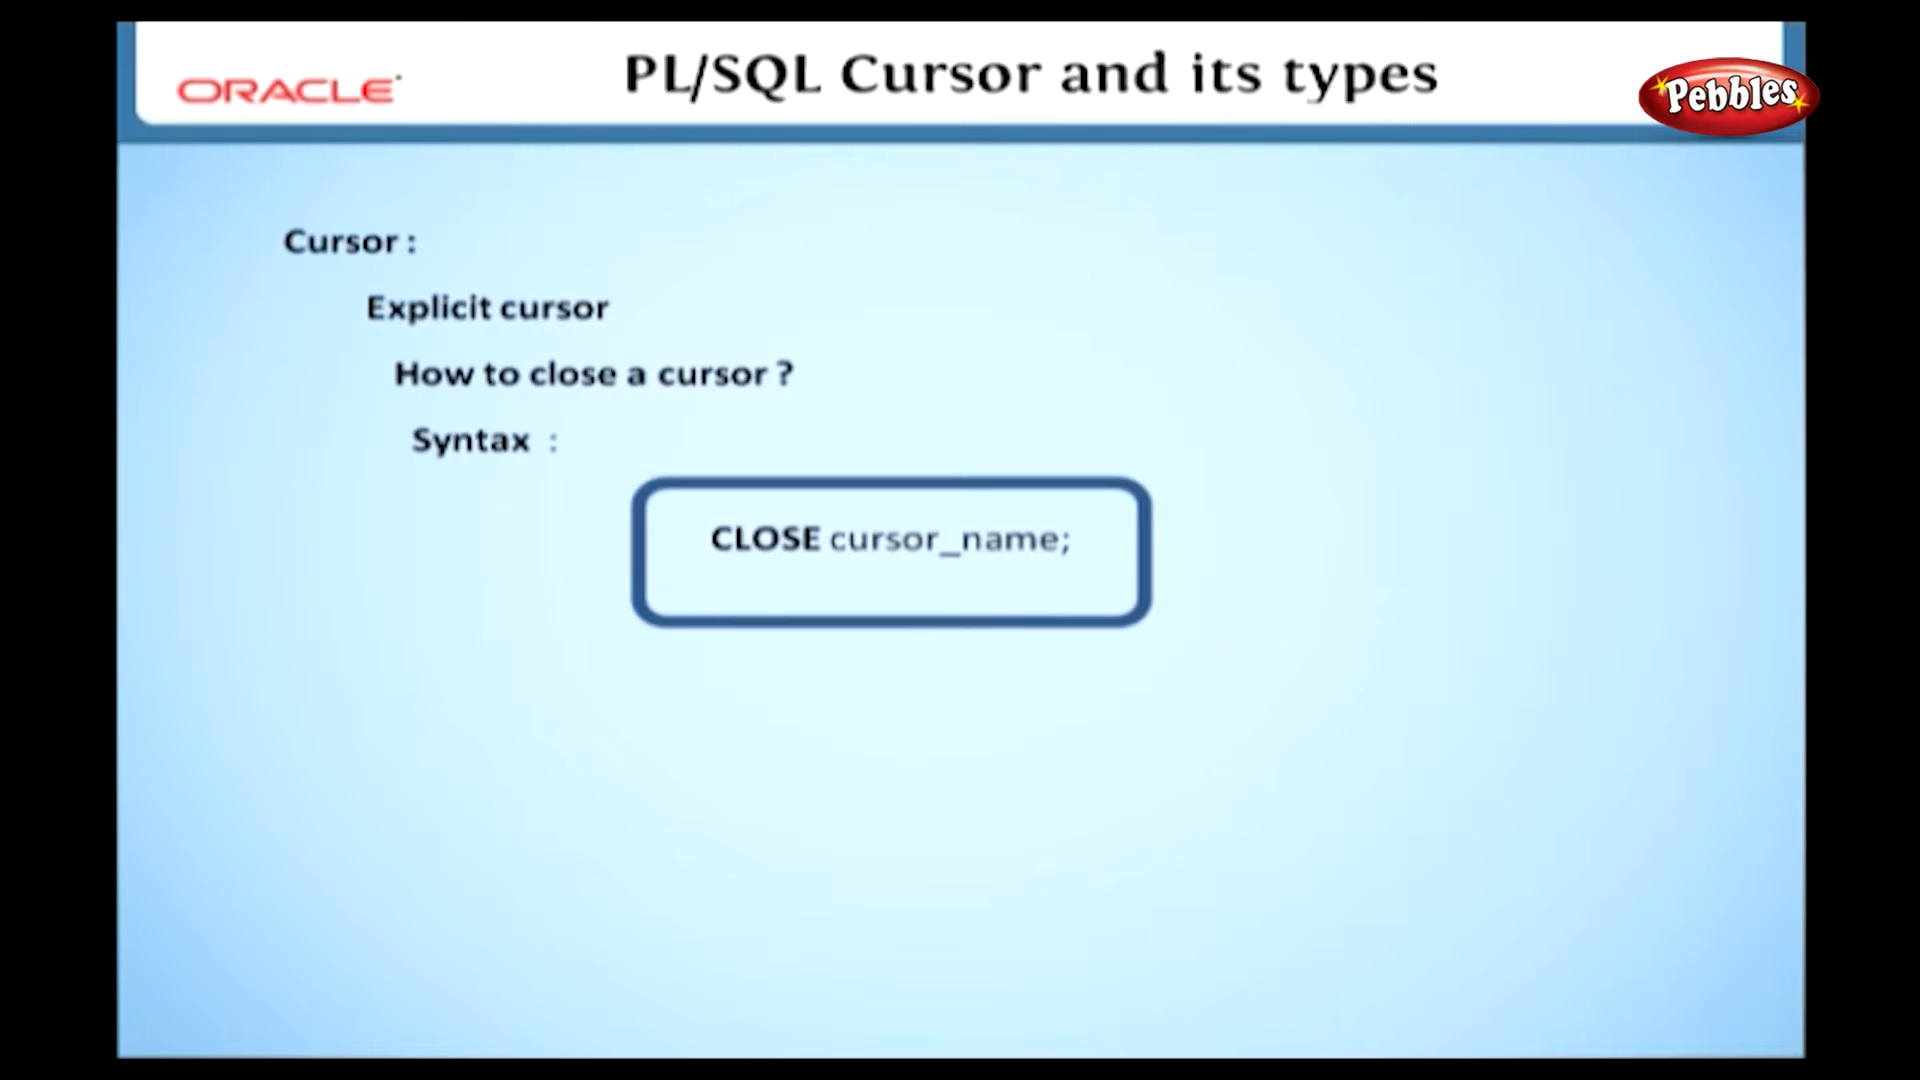 ORACLE
PL/SQL Cursor and its types
Pebbles
Cursor :
Explicit cursor
How to close a cursor ?
Syntax :
CLOSE cursor_name;